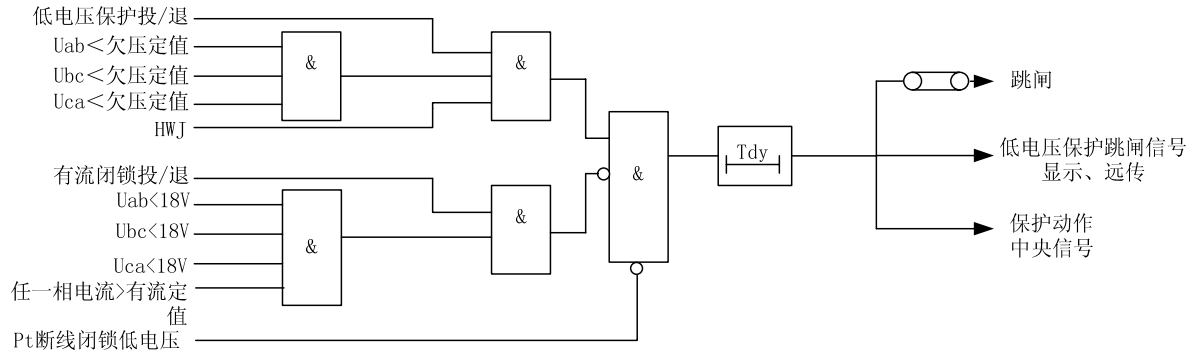 低电压保护投/退
Uab＜欠压定值
Ubc＜欠压定值
Uca＜欠压定值
HWJ
&
&
有流闭锁投/退
Uab<18V
Ubc<18V
Uca<18V
任一相电流>有流定
值
Pt断线闭锁低电压
&
&
&
Tdy
跳闸
低电压保护跳闸信号
显示、远传
保护动作
中央信号